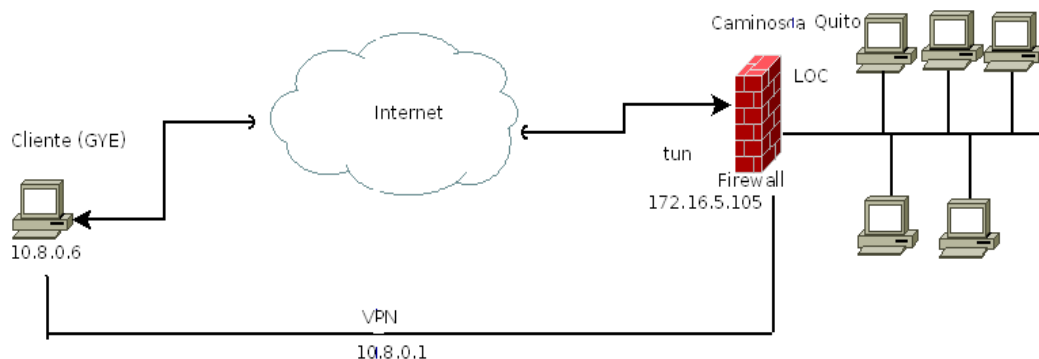 Caminosda Quito
LOC
Internet
Cliente (GYE)
tun
Firewall
172.16.5.105
10.8.0.6
VPN
10.8.0.1